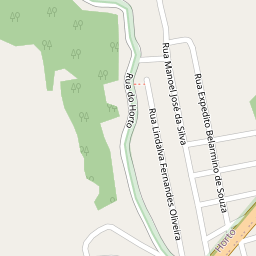 Rua do Horto
Rua Manoel José da Silva
Rua Expedito Belarmino de Souza
Rua Lindalva Fernandes Oliveira
Horto